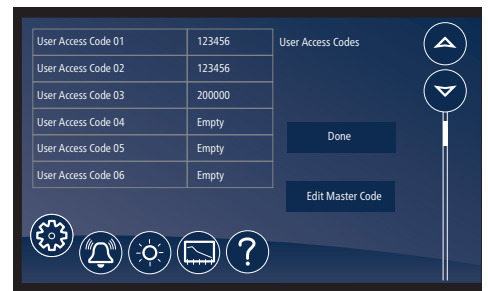 User Access Code 01 123456 User Access Codes
User Access Code 02 123456
User Access Code 03 200000
User Access Code 04 Empty
User Access Code 05 Empty
User Access Code 06 Empty
Done
Edit Master Code
?